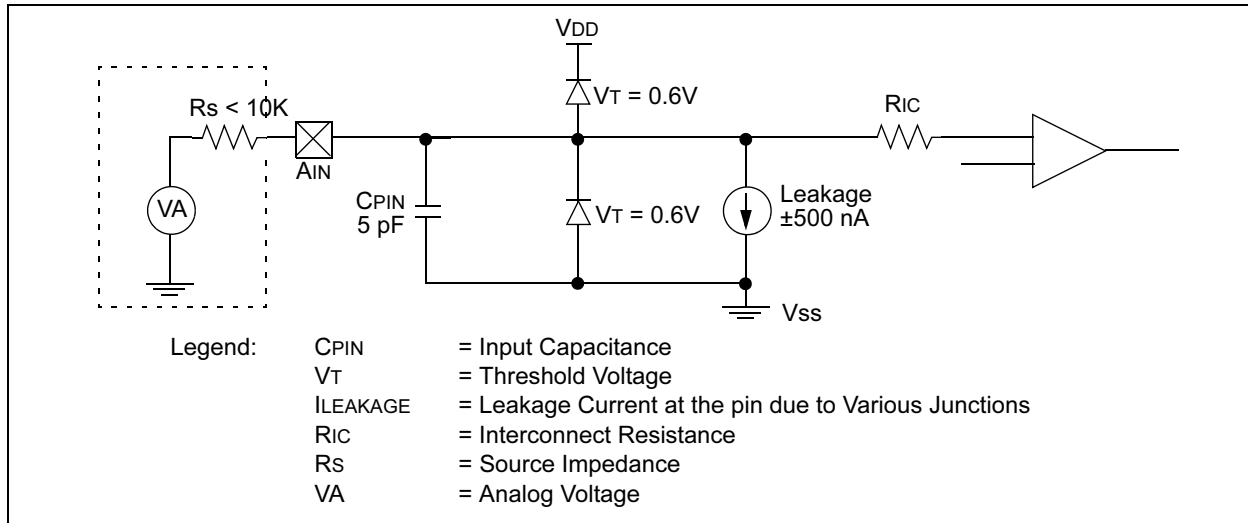 VDD
VT = 0.6V
RS < 10K
RIC
AIN
VA
CPIN
5 pF
VT = 0.6V
Leakage
±500 nA
Vss
Legend:
CPIN = Input Capacitance
VT = Threshold Voltage
ILEAKAGE = Leakage Current at the pin due to Various Junctions
RIC = Interconnect Resistance
RS = Source Impedance
VA = Analog Voltage